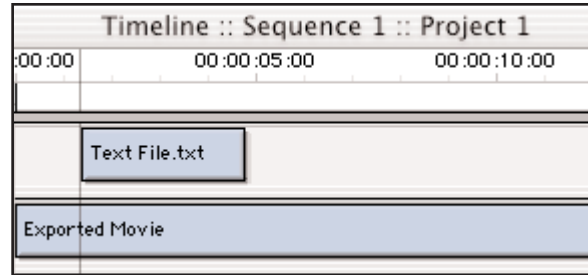 Timeline :: Sequence 1 :: Project 1
:00:00 00:00:05:00 00:00:10:00
Text File.txt
Exported Movie